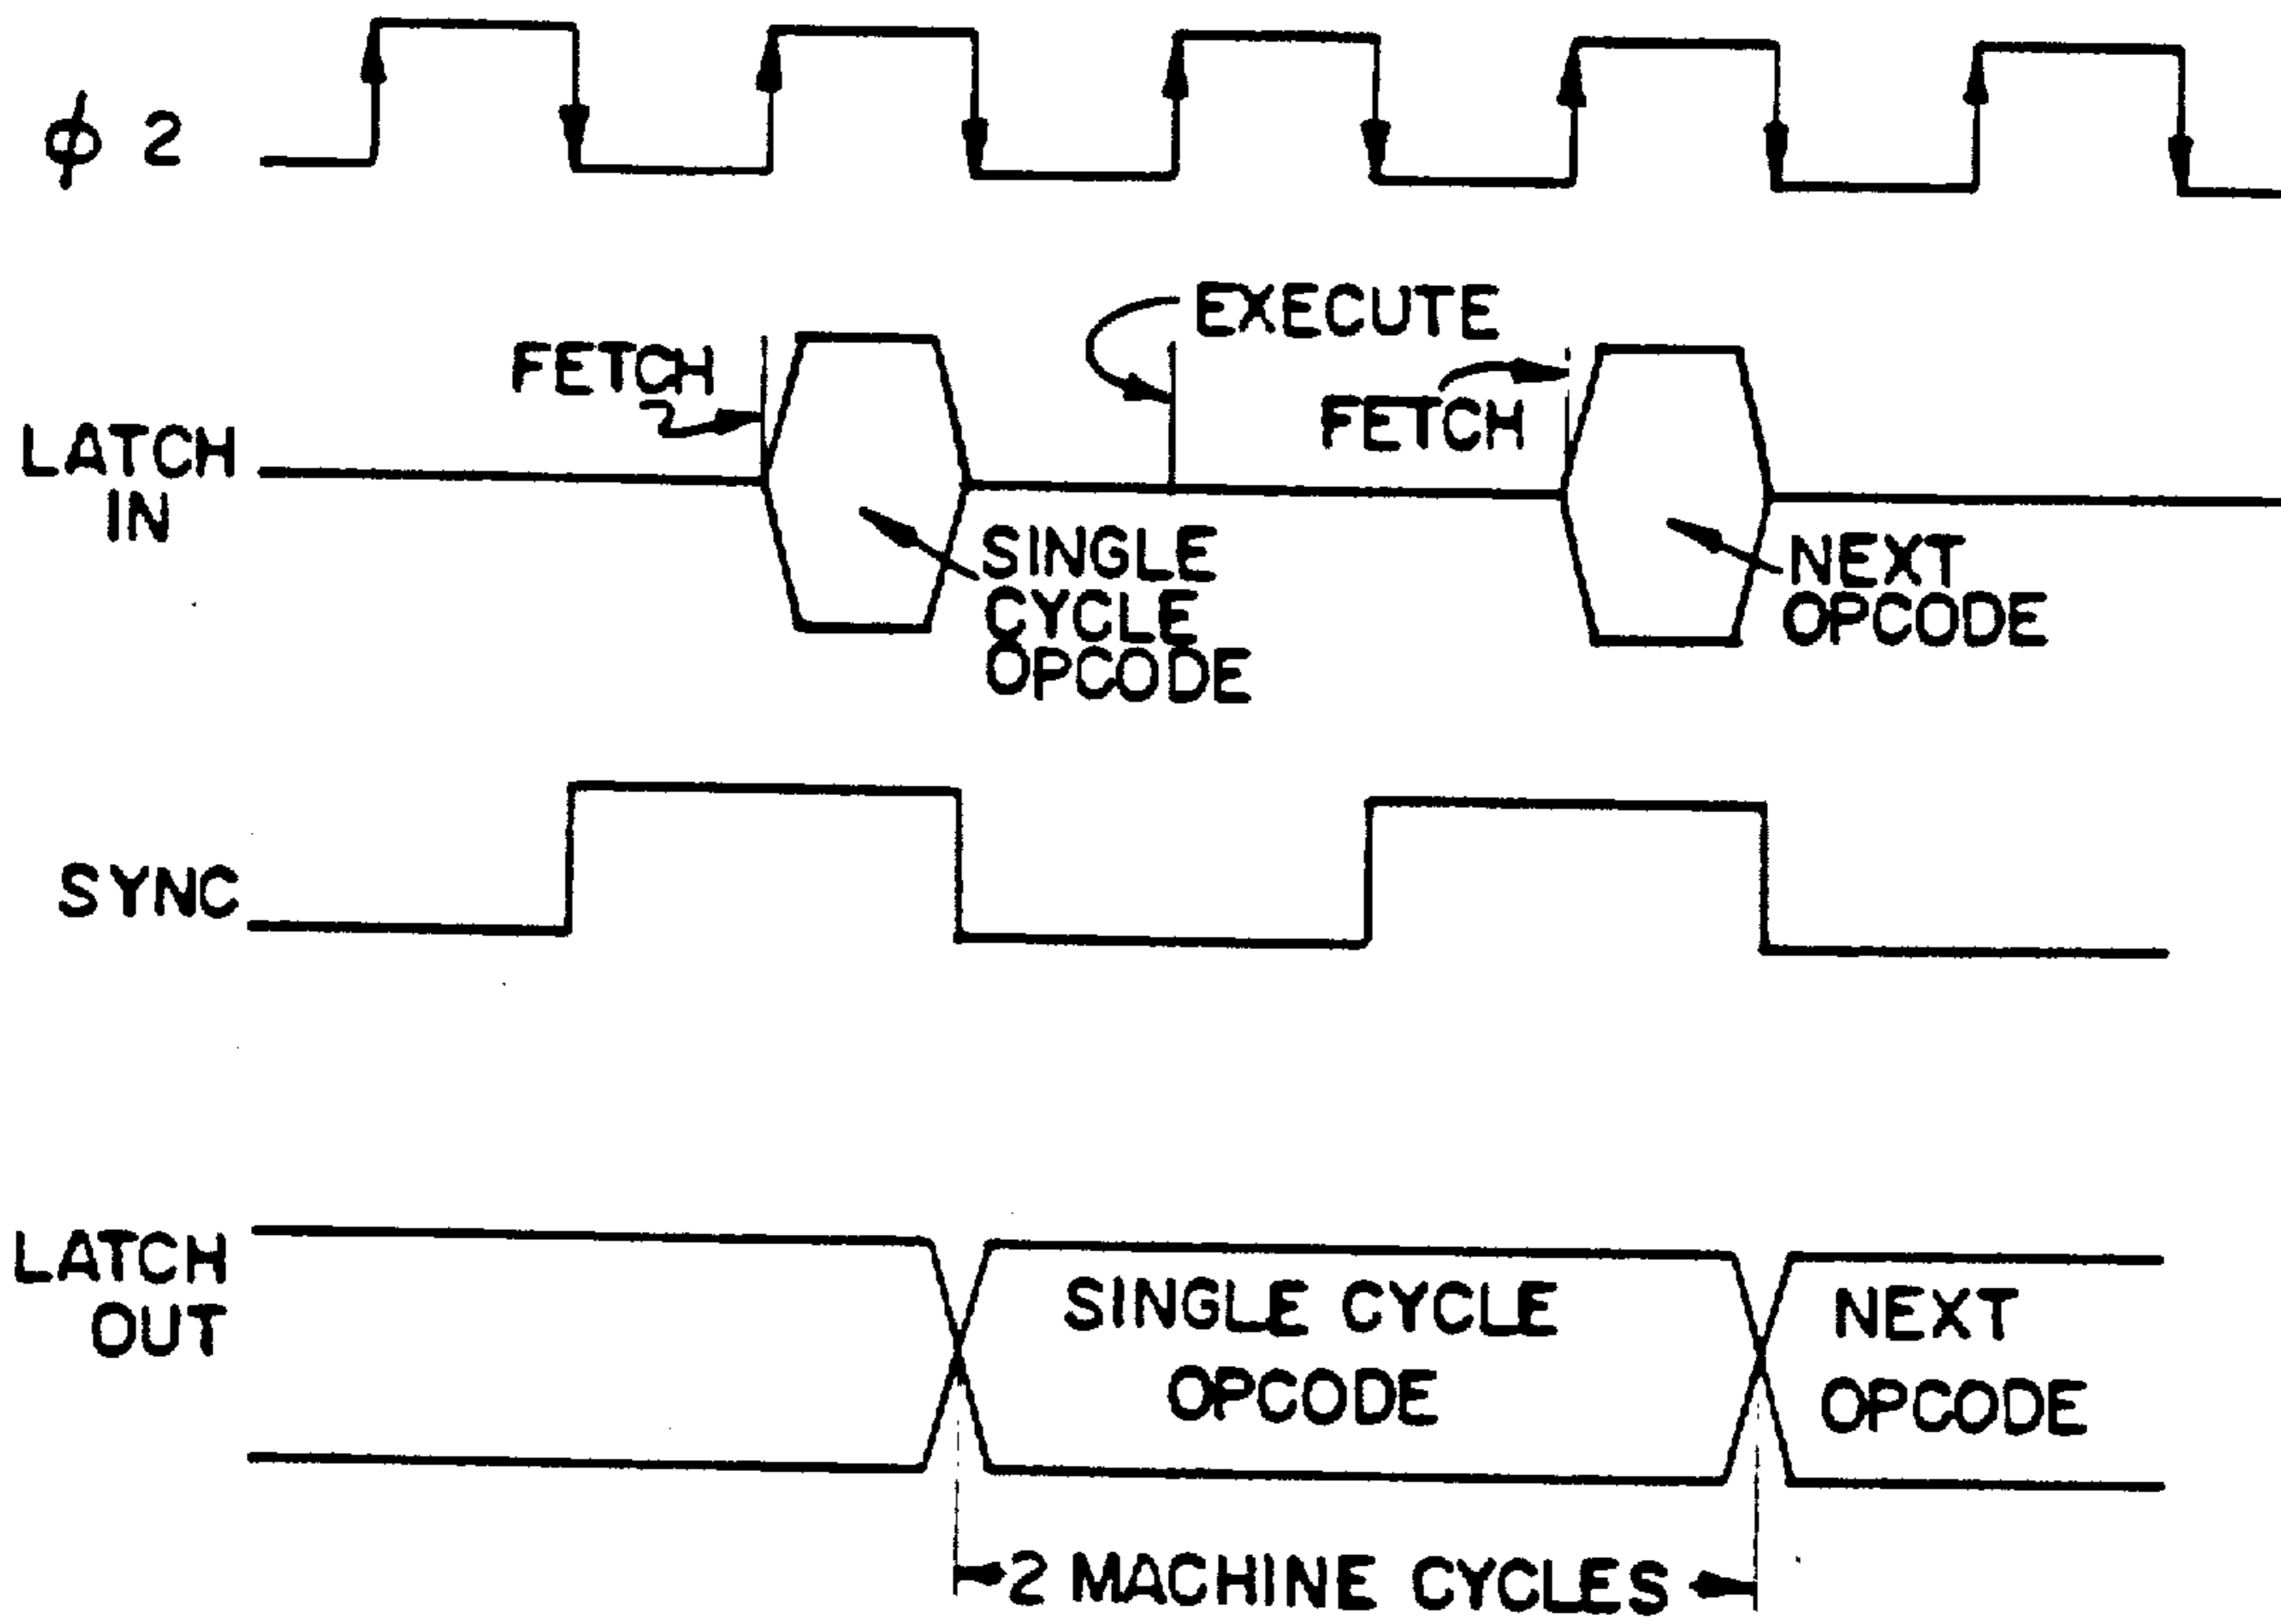 ϕ 2
EXECUTE
FETCH
FETCH
LATCH
IN
SINGLE
CYCLE
OPCODE
NEXT
OPCODE
SYNC
LATCH
OUT
SINGLE CYCLE
OPCODE
NEXT
OPCODE
2 MACHINE CYCLES